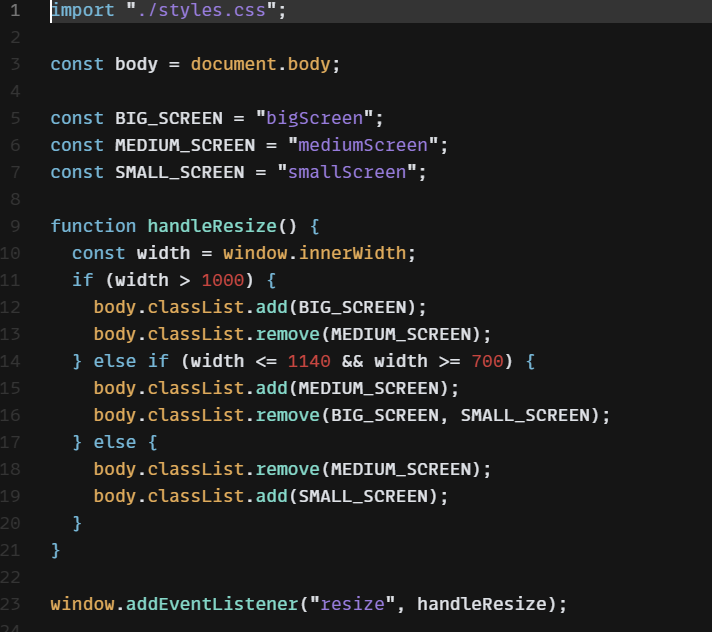 1 import "./styles.css";
2
3 const body = document.body;
4
5 const BIG_SCREEN = "bigScreen";
6 const MEDIUM_SCREEN = "mediumScreen";
7 const SMALL_SCREEN = "smallScreen";
8
9 function handleResize() {
10   const width = window.innerWidth;
11   if (width > 1000) {
12     body.classList.add(BIG_SCREEN);
13     body.classList.remove(MEDIUM_SCREEN);
14   } else if (width <= 1140 && width >= 700) {
15     body.classList.add(MEDIUM_SCREEN);
16     body.classList.remove(BIG_SCREEN, SMALL_SCREEN);
17   } else {
18     body.classList.remove(MEDIUM_SCREEN);
19     body.classList.add(SMALL_SCREEN);
20   }
21 }
22
23 window.addEventListener("resize", handleResize);
24